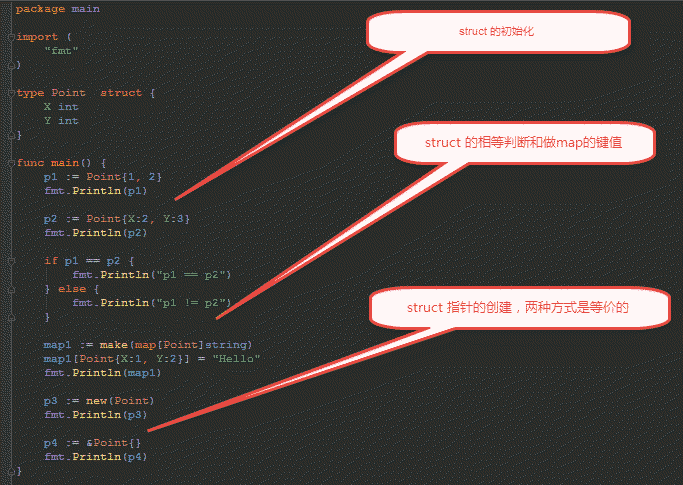 package main
import (
"fmt"
)
type Point  struct {
X int
Y int
}
func main() {
p1 := Point{1, 2}
fmt.Println(p1)
p2 := Point{X:2, Y:3}
fmt.Println(p2)
if p1 == p2 {
fmt.Println("p1 == p2")
} else {
fmt.Println("p1 != p2")
}
map1 := make(map[Point]string)
map1[Point{X:1, Y:2}] = "Hello"
fmt.Println(map1)
p3 := new(Point)
fmt.Println(p3)
p4 := &Point{}
fmt.Println(p4)
}
struct 的初始化
struct 的相等判断和做map的键值
struct 指针的创建，两种方式是等价的